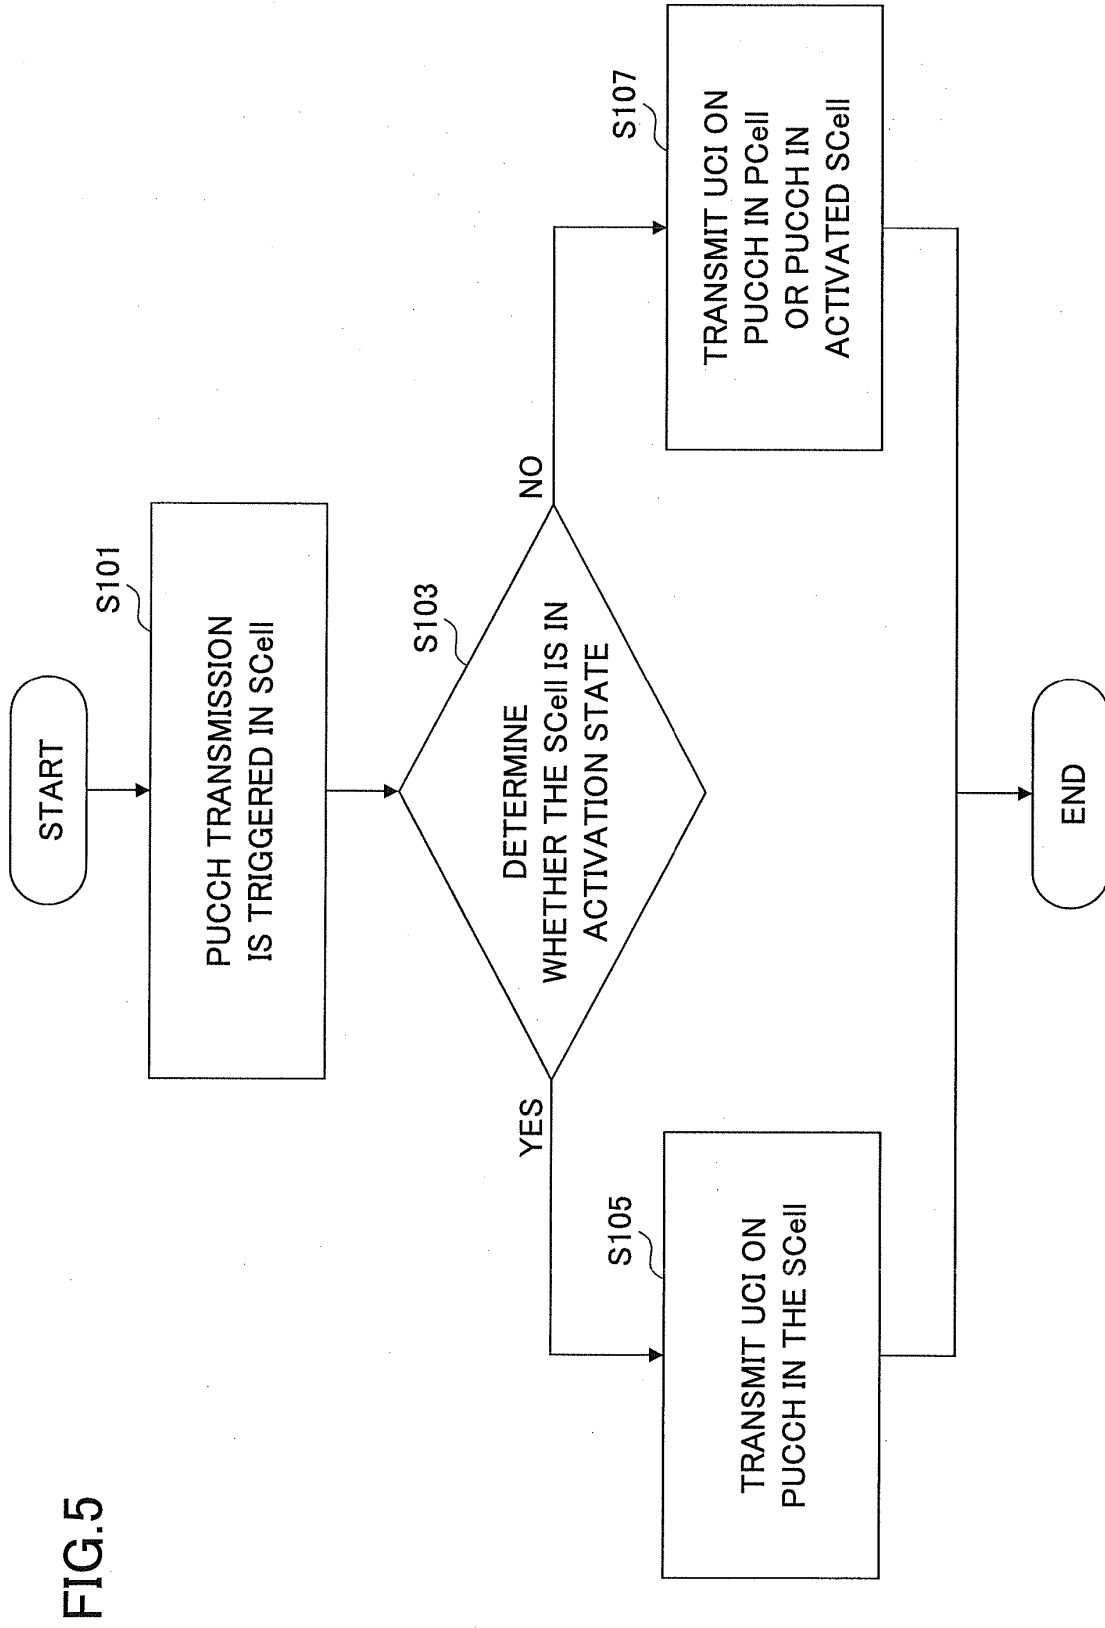 FIG.5
START
S101
PUCCH TRANSMISSION
IS TRIGGERED IN SCell
S103
DETERMINE
WHETHER THE SCell IS IN
ACTIVATION STATE
YES
NO
S105
TRANSMIT UCI ON
PUCCH IN THE SCell
S107
TRANSMIT UCI ON
PUCCH IN PCell
OR PUCCH IN
ACTIVATED SCell
END